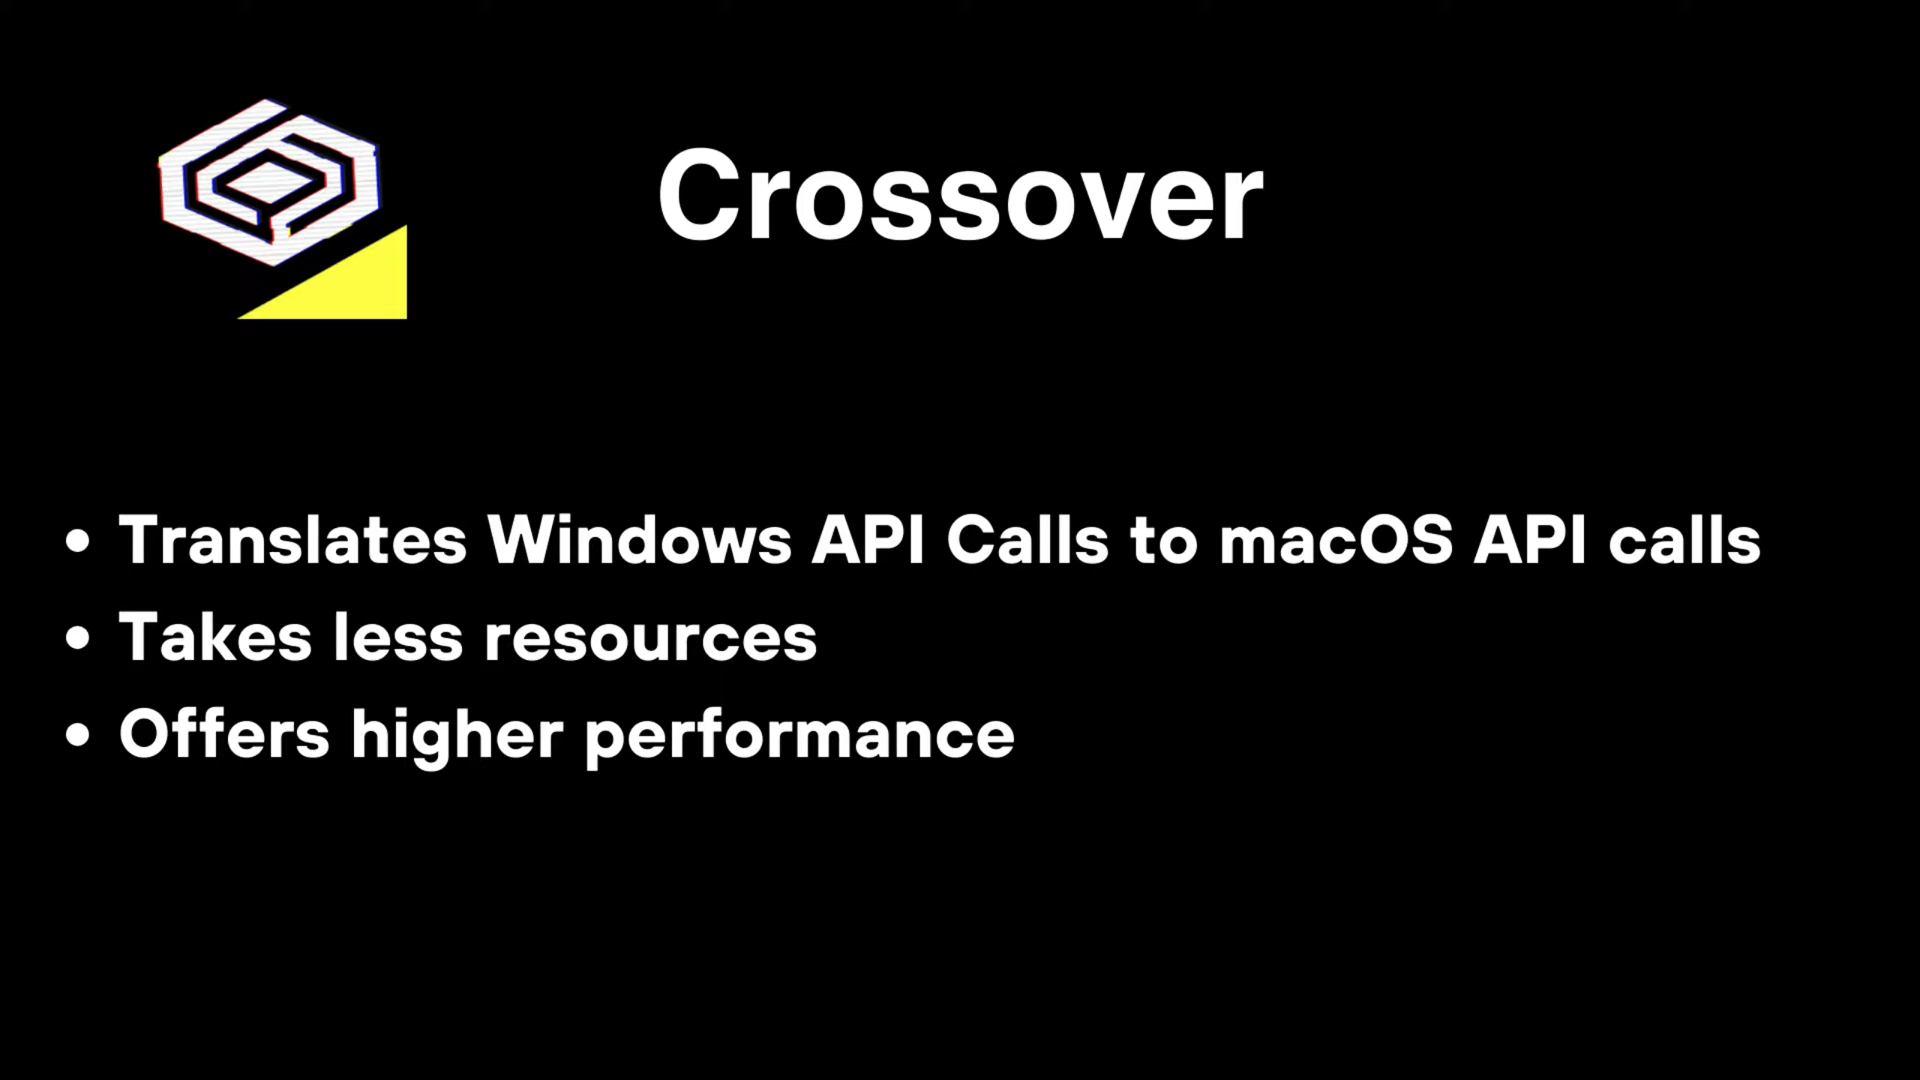 Crossover
• Translates Windows API Calls to macOS API calls
• Takes less resources
• Offers higher performance